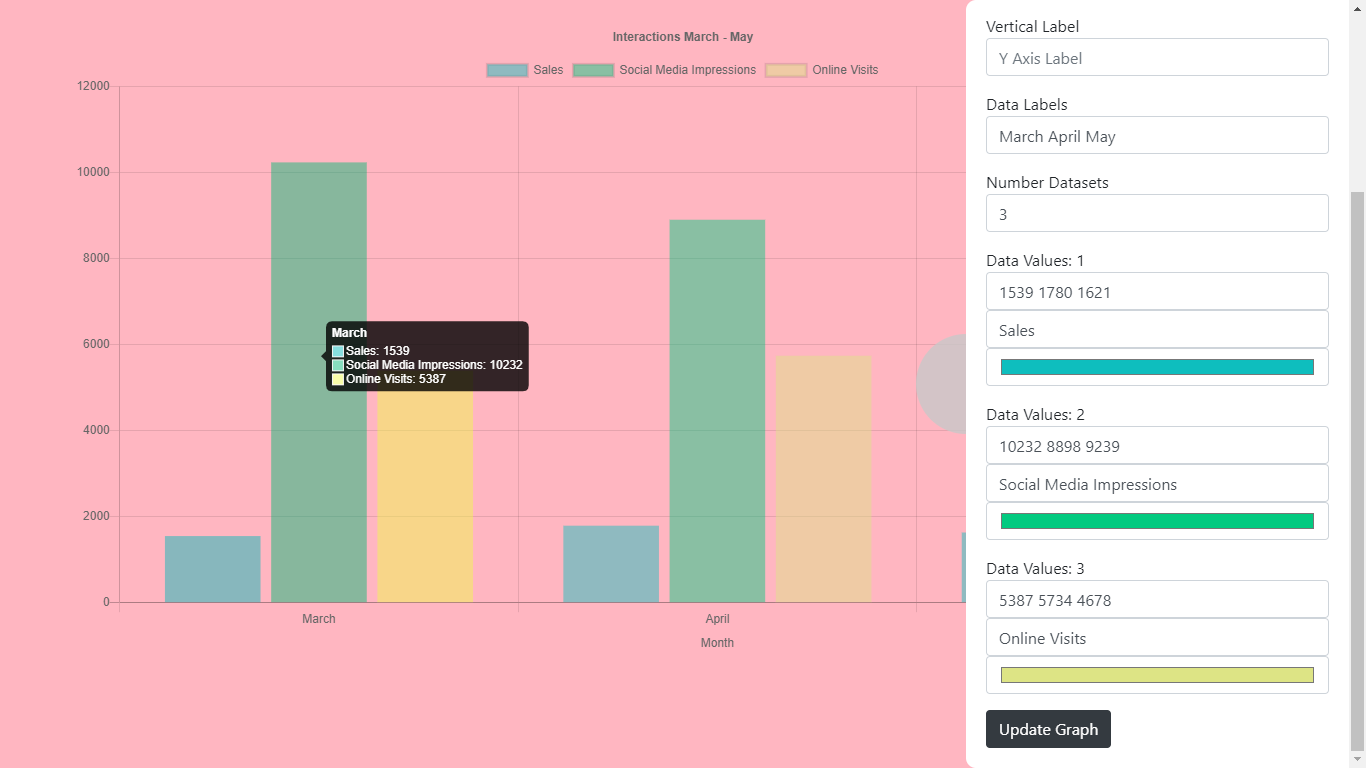 Interactions March - May
Sales Social Media Impressions Online Visits
12000
10000
8000
6000
4000
2000
0
March
Sales: 1539
Social Media Impressions: 10232
Online Visits: 5387
March April
Month
Vertical Label
Y Axis Label
Data Labels
March April May
Number Datasets
3
Data Values: 1
1539 1780 1621
Sales
Data Values: 2
10232 8898 9239
Social Media Impressions
Data Values: 3
5387 5734 4678
Online Visits
Update Graph